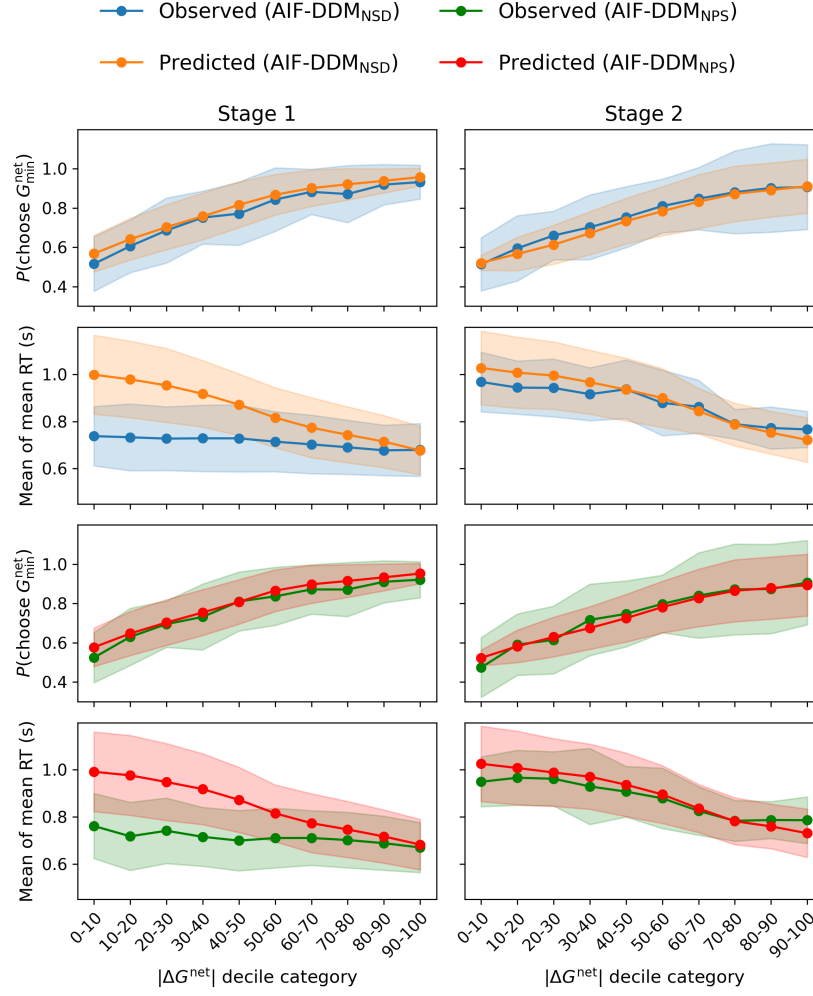 Observed (AIF-DDM_NSD) Observed (AIF-DDM_NPS)
Predicted (AIF-DDM_NSD) Predicted (AIF-DDM_NPS)
Stage 1 Stage 2
P(choose G_min^net)
1.0
0.8
0.6
0.4
Mean of mean RT (s)
1.0
0.8
0.6
P(choose G_min^net)
1.0
0.8
0.6
0.4
Mean of mean RT (s)
1.0
0.8
0.6
0-10 10-20 20-30 30-40 40-50 50-60 60-70 70-80 80-90 90-100 0-10 10-20 20-30 30-40 40-50 50-60 60-70 70-80 80-90 90-100
|ΔG^net| decile category |ΔG^net| decile category